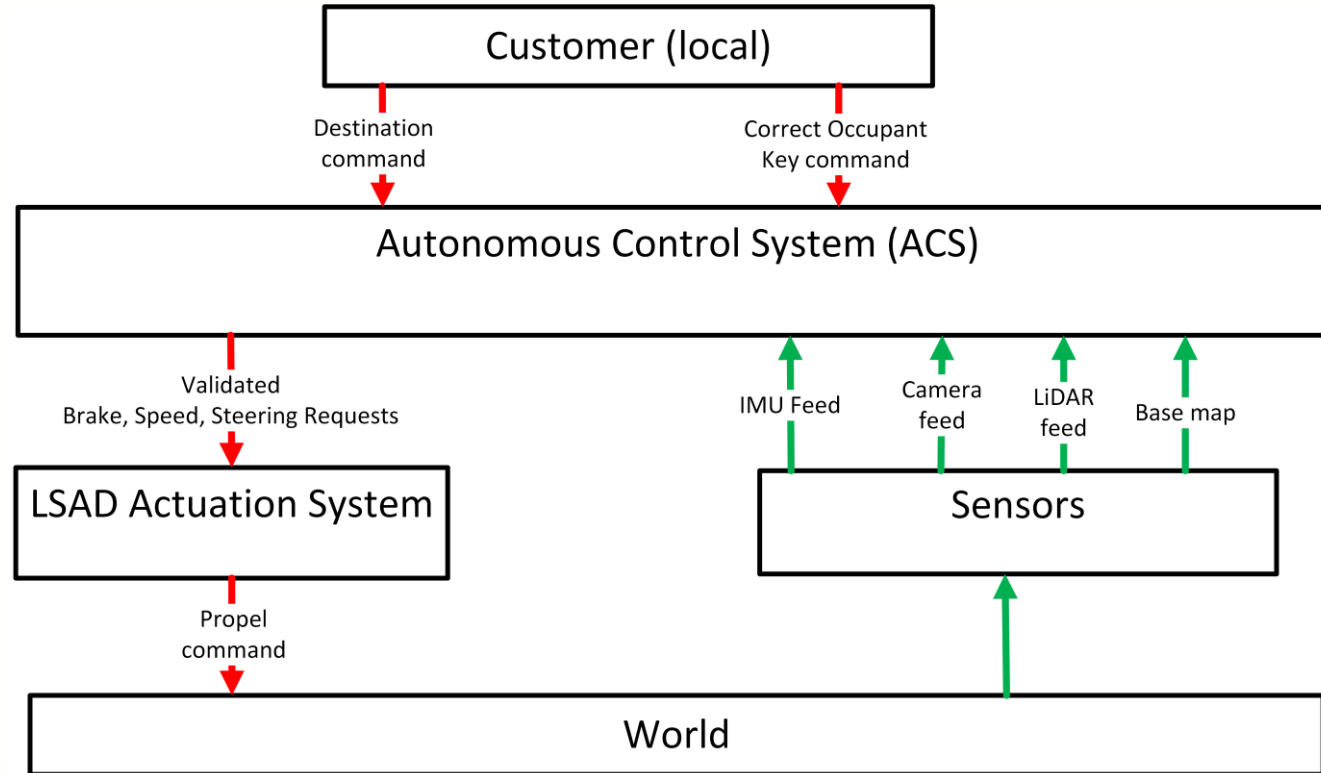 Customer (local)
Destination
command
Correct Occupant
Key command
Autonomous Control System (ACS)
Validated
Brake, Speed, Steering Requests
IMU Feed
Camera
feed
LiDAR
feed
Base map
LSAD Actuation System
Sensors
Propel
command
World